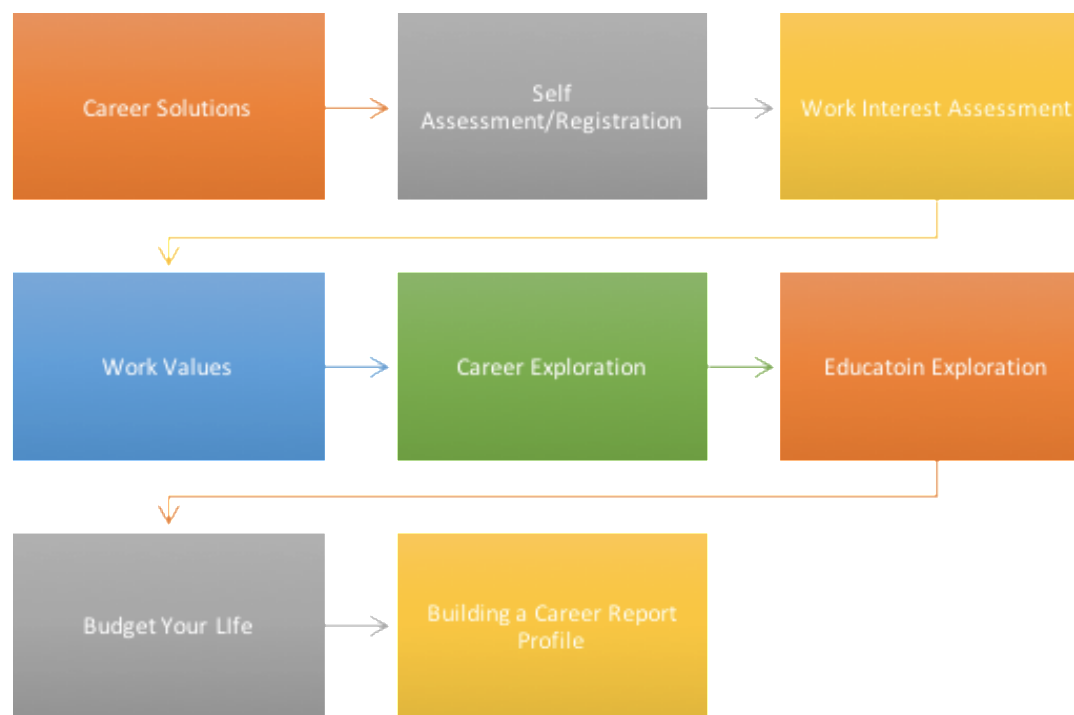 Career Solutions
Self
Assessment/Registration
Work Interest Assessment
Work Values
Career Exploration
Educatoin Exploration
Budget Your LIfe
Building a Career Report
Profile